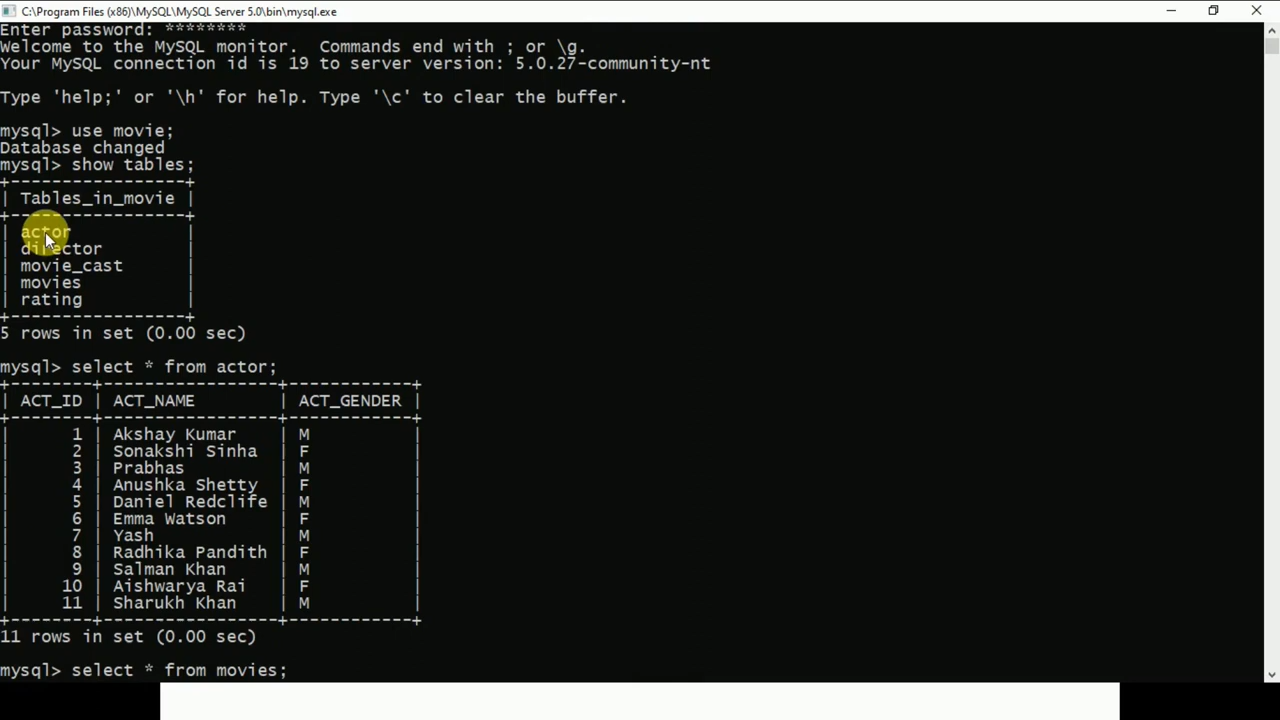 C:\Program Files (x86)\MySQL\MySQL Server 5.0\bin\mysql.exe
Enter password: ********
Welcome to the MySQL monitor.  Commands end with ; or \g.
Your MySQL connection id is 19 to server version: 5.0.27-community-nt
Type 'help;' or '\h' for help. Type '\c' to clear the buffer.
mysql> use movie;
Database changed
mysql> show tables;
+-----------------+
| Tables_in_movie |
+-----------------+
| actor           |
| director        |
| movie_cast      |
| movies          |
| rating          |
+-----------------+
5 rows in set (0.00 sec)
mysql> select * from actor;
+--------+-----------------+------------+
| ACT_ID | ACT_NAME        | ACT_GENDER |
+--------+-----------------+------------+
|      1 | Akshay Kumar    | M          |
|      2 | Sonakshi Sinha  | F          |
|      3 | Prabhas         | M          |
|      4 | Anushka Shetty  | F          |
|      5 | Daniel Redclife | M          |
|      6 | Emma Watson     | F          |
|      7 | Yash            | M          |
|      8 | Radhika Pandith | F          |
|      9 | Salman Khan     | M          |
|     10 | Aishwarya Rai   | F          |
|     11 | Sharukh Khan    | M          |
+--------+-----------------+------------+
11 rows in set (0.00 sec)
mysql> select * from movies;